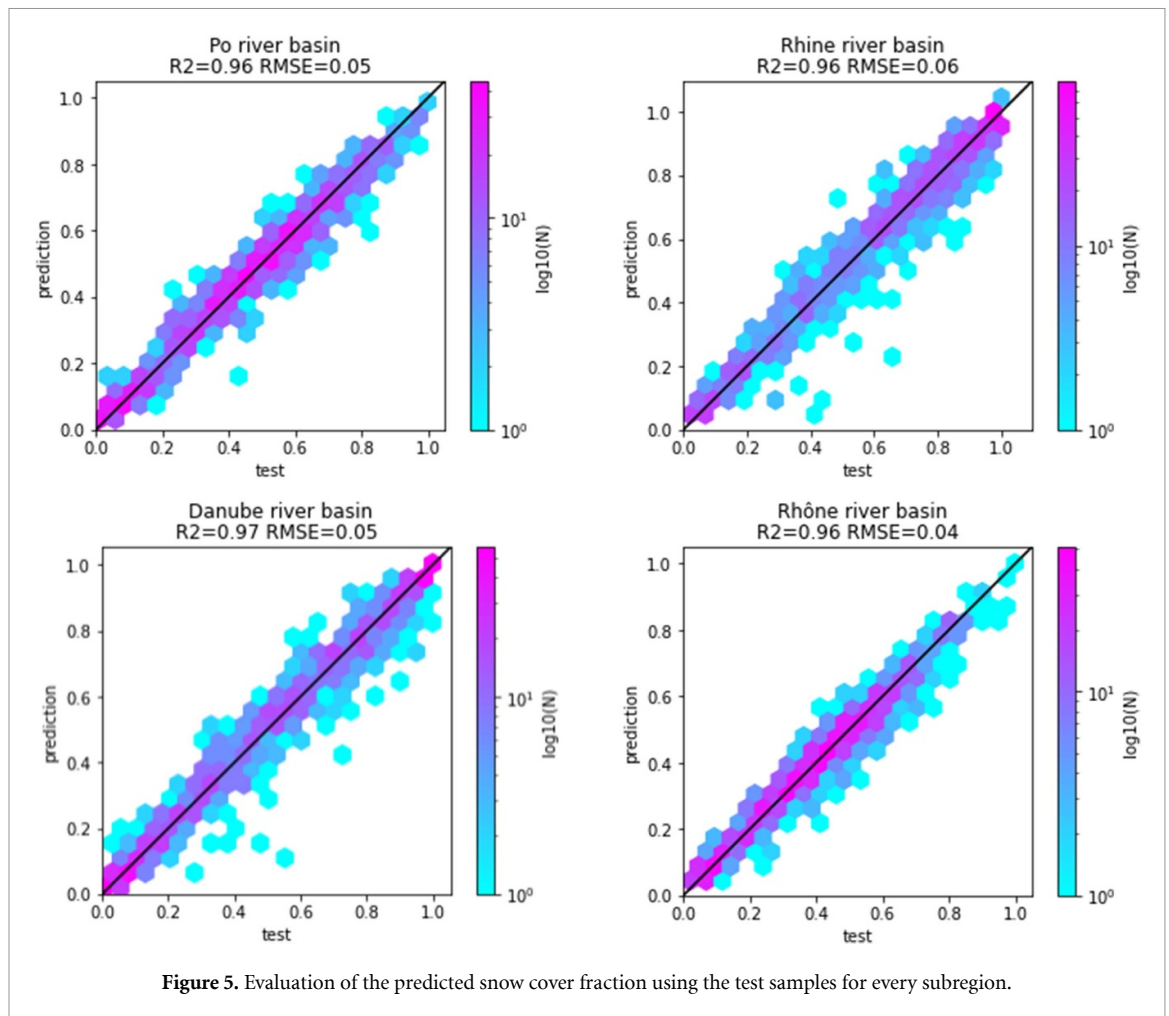 Po river basin
R2=0.96 RMSE=0.05
1.0
0.8
0.6
0.4
0.2
0.0
prediction
0.0 0.2 0.4 0.6 0.8 1.0
test
10¹
10⁰
log10(N)
Rhine river basin
R2=0.96 RMSE=0.06
1.0
0.8
0.6
0.4
0.2
0.0
prediction
0.0 0.2 0.4 0.6 0.8 1.0
test
10¹
10⁰
log10(N)
Danube river basin
R2=0.97 RMSE=0.05
1.0
0.8
0.6
0.4
0.2
0.0
prediction
0.0 0.2 0.4 0.6 0.8 1.0
test
10¹
10⁰
log10(N)
Rhône river basin
R2=0.96 RMSE=0.04
1.0
0.8
0.6
0.4
0.2
0.0
prediction
0.0 0.2 0.4 0.6 0.8 1.0
test
10¹
10⁰
log10(N)
Figure 5. Evaluation of the predicted snow cover fraction using the test samples for every subregion.